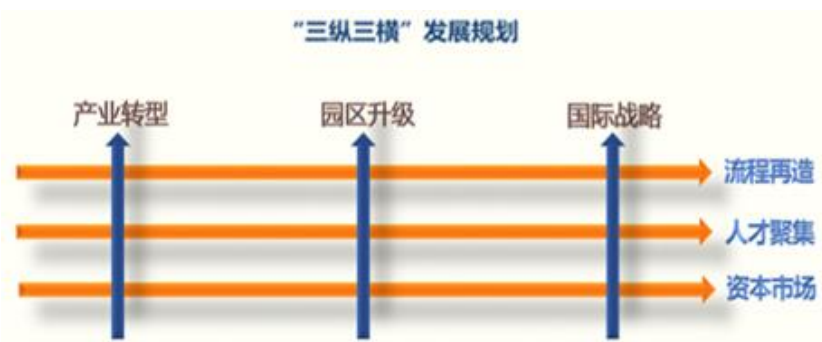 “三纵三横”发展规划
产业转型 园区升级 国际战略
流程再造
人才聚集
资本市场